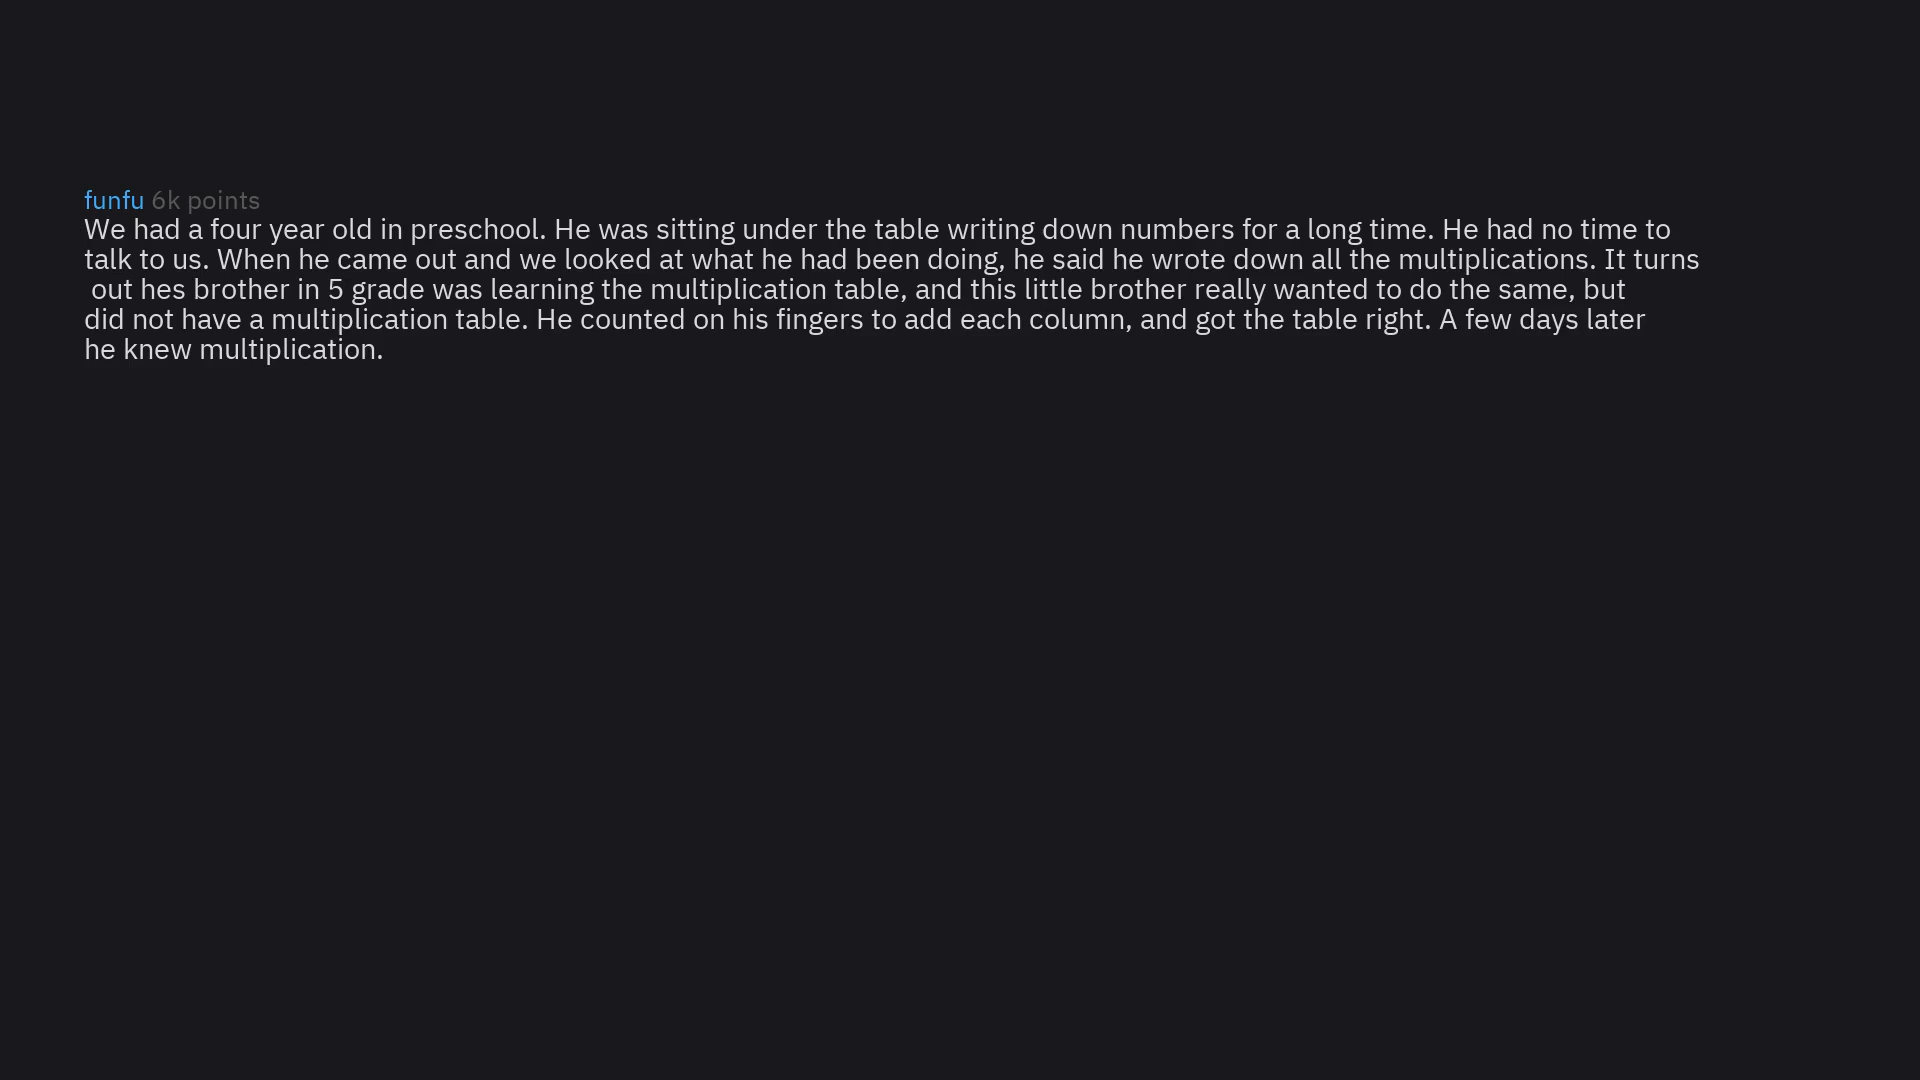 funfu 6k points
We had a four year old in preschool. He was sitting under the table writing down numbers for a long time. He had no time to
talk to us. When he came out and we looked at what he had been doing, he said he wrote down all the multiplications. It turns
out hes brother in 5 grade was learning the multiplication table, and this little brother really wanted to do the same, but
did not have a multiplication table. He counted on his fingers to add each column, and got the table right. A few days later
he knew multiplication.